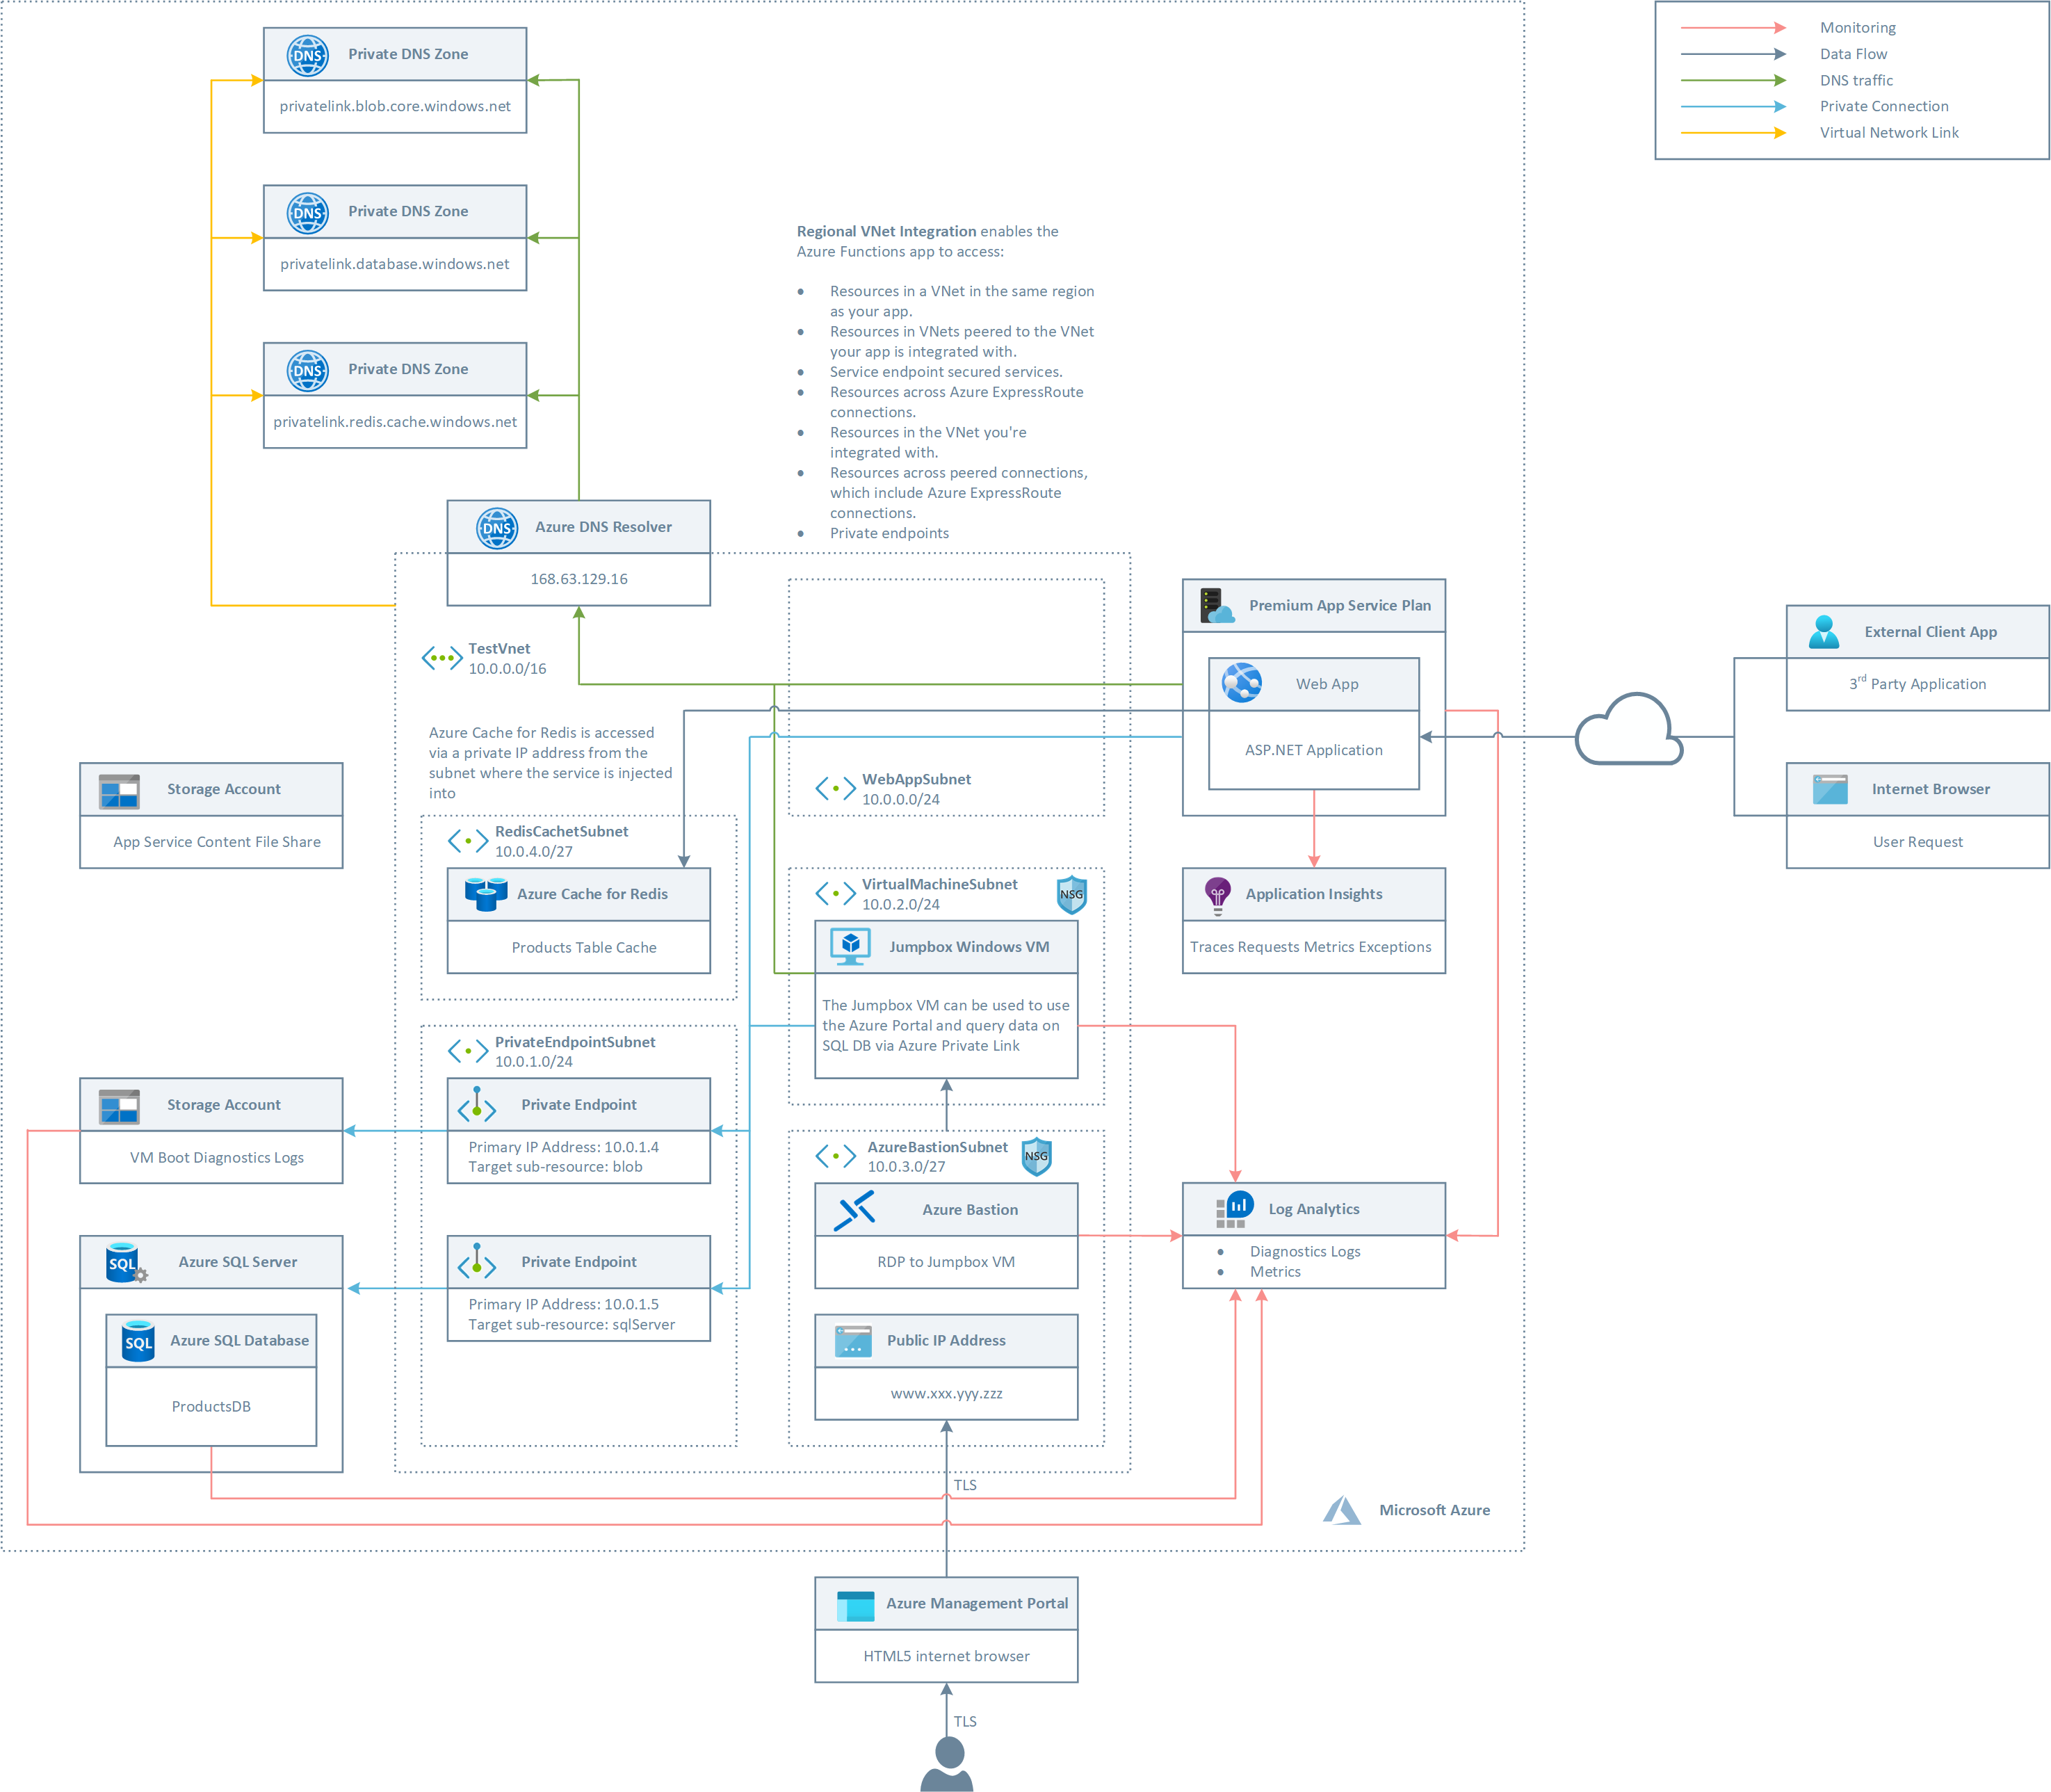 Monitoring
Data Flow
DNS traffic
Private Connection
Virtual Network Link
DNS
Private DNS Zone
privatelink.blob.core.windows.net
DNS
Private DNS Zone
privatelink.database.windows.net
DNS
Private DNS Zone
privatelink.redis.cache.windows.net
Regional VNet Integration enables the
Azure Functions app to access:
• Resources in a VNet in the same region
as your app.
• Resources in VNets peered to the VNet
your app is integrated with.
• Service endpoint secured services.
• Resources across Azure ExpressRoute
connections.
• Resources in the VNet you're
integrated with.
• Resources across peered connections,
which include Azure ExpressRoute
connections.
• Private endpoints
DNS
Azure DNS Resolver
168.63.129.16
TestVnet
10.0.0.0/16
Premium App Service Plan
Web App
ASP.NET Application
External Client App
3rd Party Application
Internet Browser
User Request
Azure Cache for Redis is accessed
via a private IP address from the
subnet where the service is injected
into
WebAppSubnet
10.0.0.0/24
Storage Account
App Service Content File Share
RedisCachetSubnet
10.0.4.0/27
Azure Cache for Redis
Products Table Cache
VirtualMachineSubnet
10.0.2.0/24
NSG
Jumpbox Windows VM
The Jumpbox VM can be used to use
the Azure Portal and query data on
SQL DB via Azure Private Link
Application Insights
Traces Requests Metrics Exceptions
PrivateEndpointSubnet
10.0.1.0/24
Storage Account
VM Boot Diagnostics Logs
Private Endpoint
Primary IP Address: 10.0.1.4
Target sub-resource: blob
AzureBastionSubnet
10.0.3.0/27
NSG
Azure Bastion
RDP to Jumpbox VM
Log Analytics
• Diagnostics Logs
• Metrics
SQL
Azure SQL Server
SQL
Azure SQL Database
ProductsDB
Private Endpoint
Primary IP Address: 10.0.1.5
Target sub-resource: sqlServer
Public IP Address
www.xxx.yyy.zzz
TLS
Microsoft Azure
Azure Management Portal
HTML5 internet browser
TLS